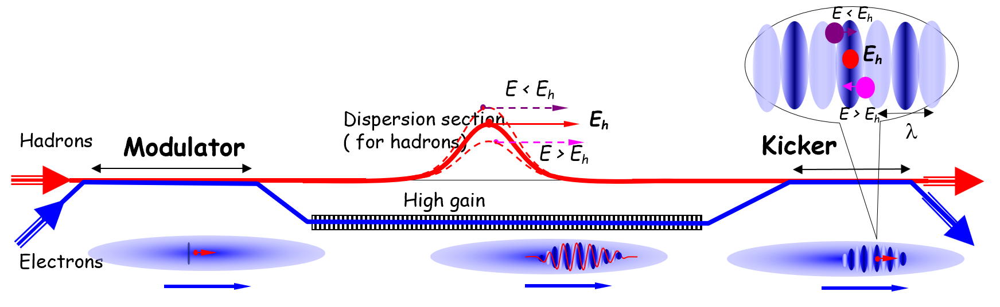 E < Eh
Eh
E > Eh
λ
E < Eh
Dispersion section
( for hadrons)
Eh
E > Eh
Hadrons
Modulator
Kicker
High gain
Electrons